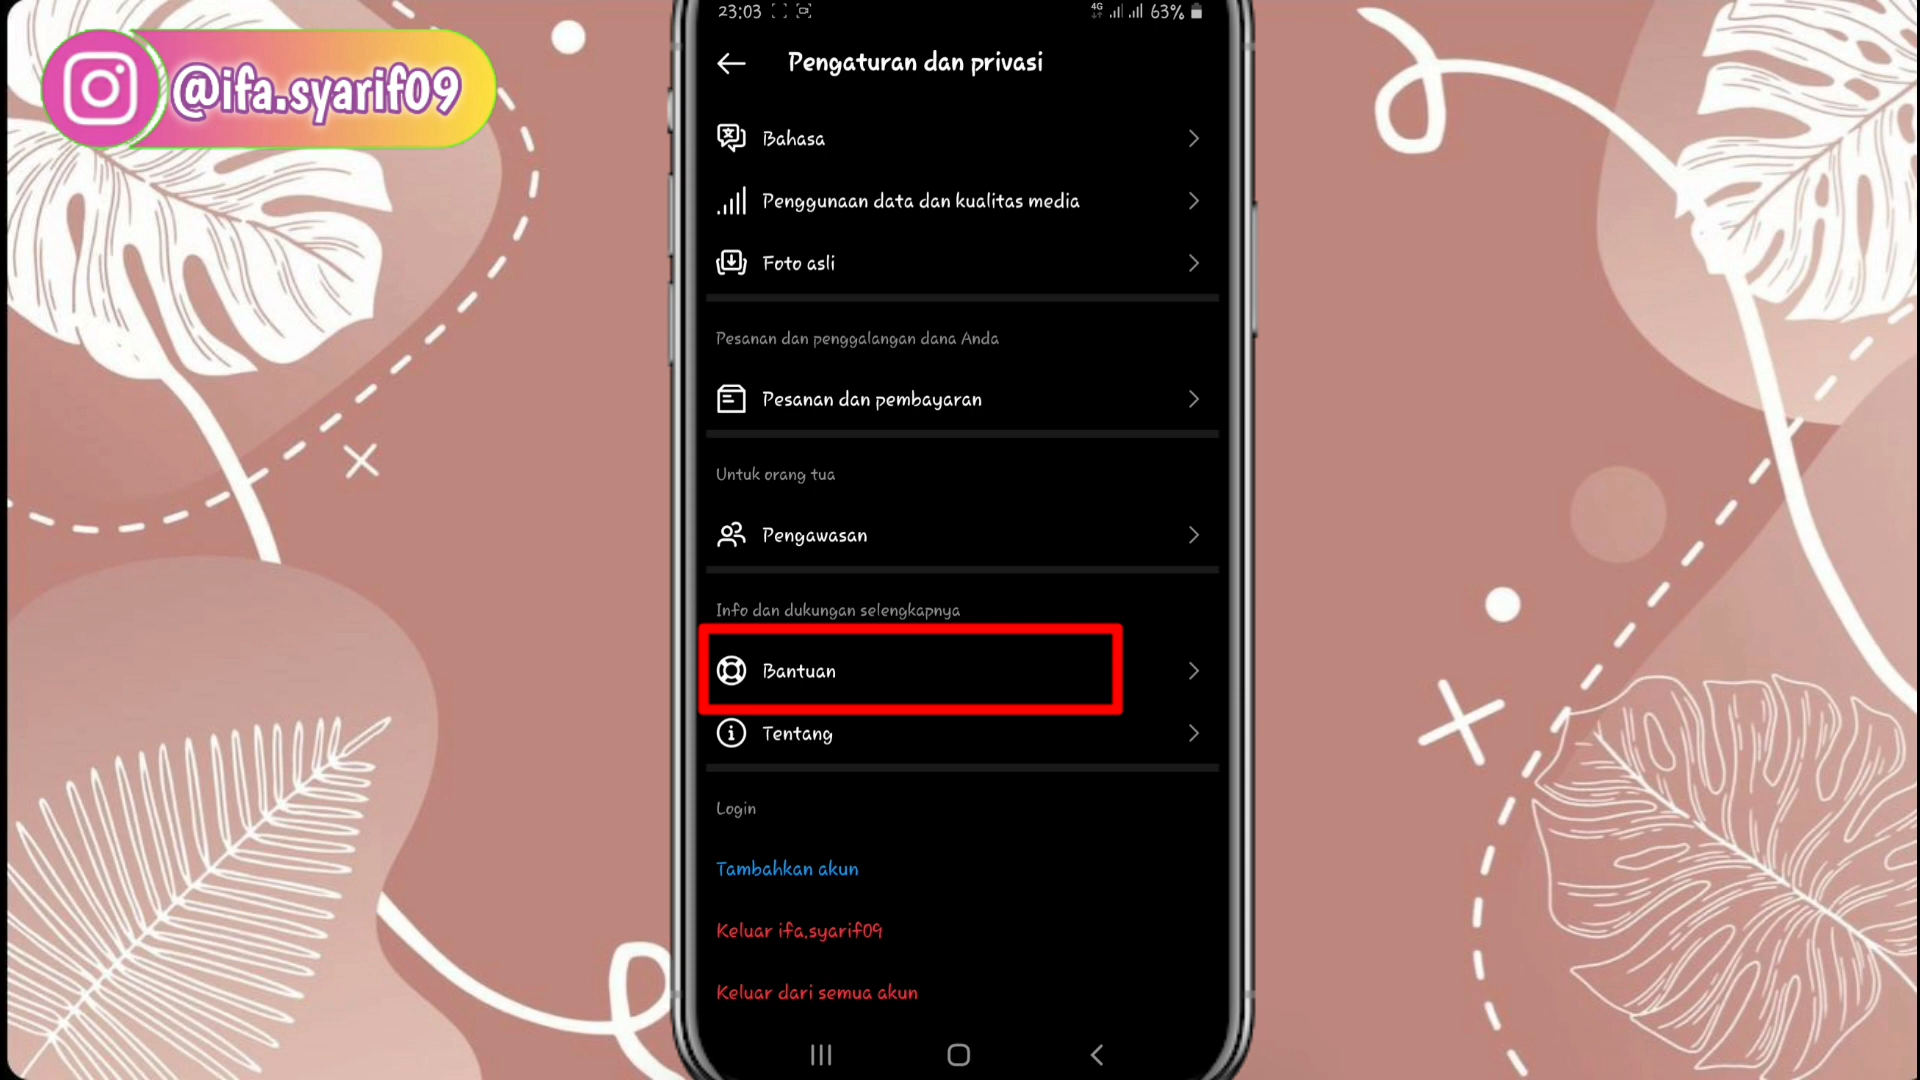 @ifa.syarif09
23:03
4G
63%
Pengaturan dan privasi
Bahasa
Penggunaan data dan kualitas media
Foto asli
Pesanan dan penggalangan dana Anda
Pesanan dan pembayaran
Untuk orang tua
Pengawasan
Info dan dukungan selengkapnya
Bantuan
Tentang
Login
Tambahkan akun
Keluar ifa.syarif09
Keluar dari semua akun